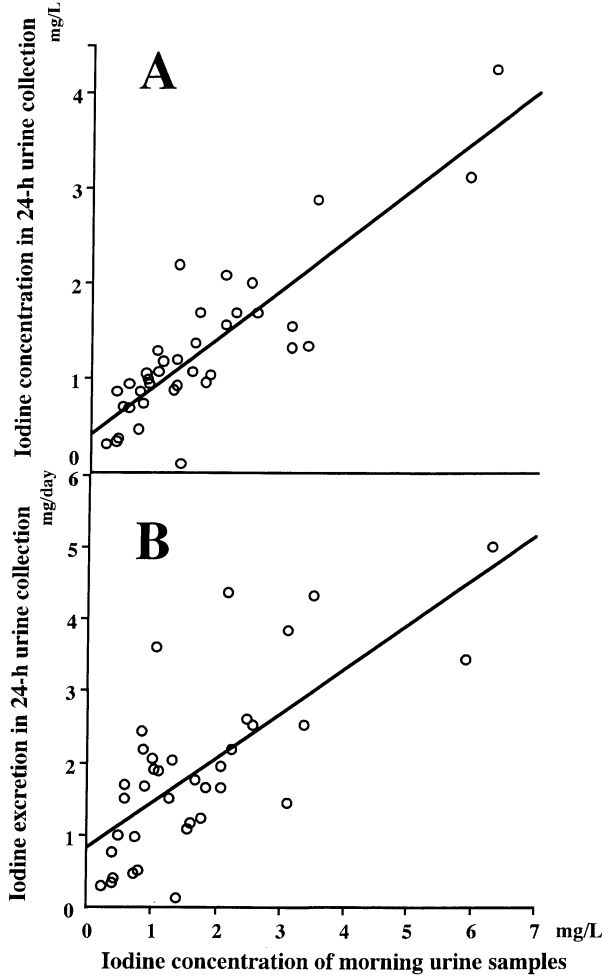 mg/L
Iodine concentration in 24-h urine collection
A
4
3
2
1
0
mg/day
Iodine excretion in 24-h urine collection
B
6
5
4
3
2
1
0
0 1 2 3 4 5 6 7 mg/L
Iodine concentration of morning urine samples